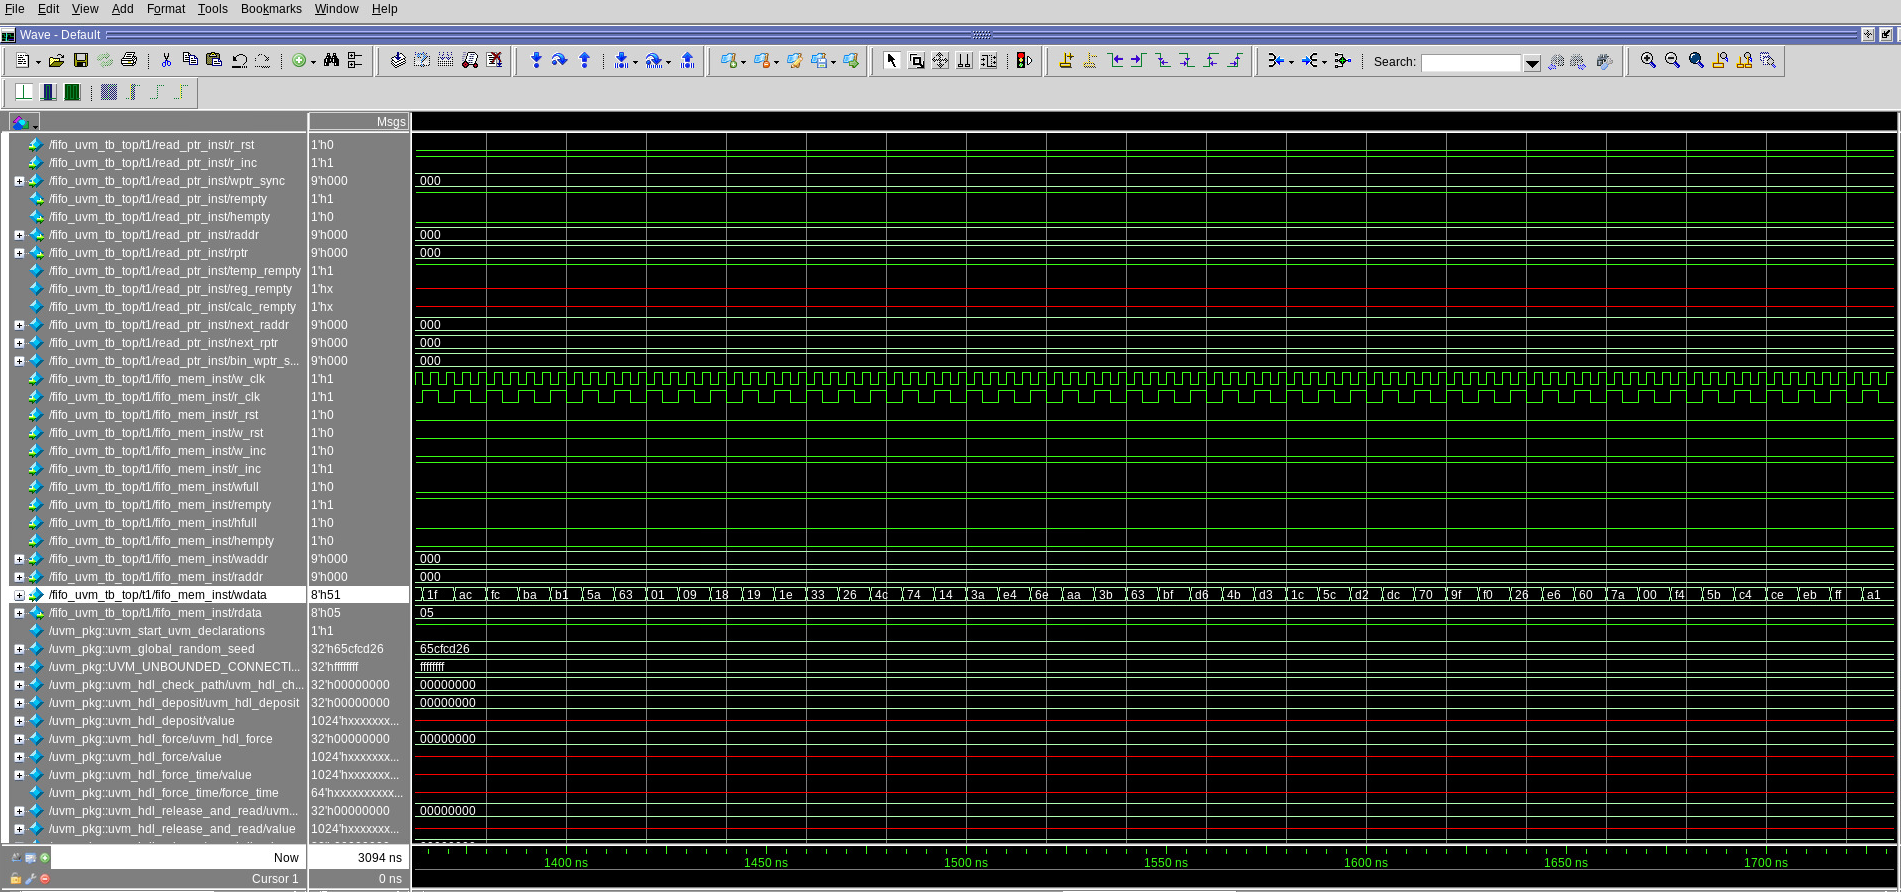 File Edit View Add Format Tools Bookmarks Window Help
Wave - Default
Search:
Msgs
/fifo_uvm_tb_top/t1/read_ptr_inst/r_rst 1'h0
/fifo_uvm_tb_top/t1/read_ptr_inst/r_inc 1'h1
/fifo_uvm_tb_top/t1/read_ptr_inst/wptr_sync 9'h000 000
/fifo_uvm_tb_top/t1/read_ptr_inst/rempty 1'h1
/fifo_uvm_tb_top/t1/read_ptr_inst/hempty 1'h0
/fifo_uvm_tb_top/t1/read_ptr_inst/raddr 9'h000 000
/fifo_uvm_tb_top/t1/read_ptr_inst/rptr 9'h000 000
/fifo_uvm_tb_top/t1/read_ptr_inst/temp_rempty 1'h1
/fifo_uvm_tb_top/t1/read_ptr_inst/reg_rempty 1'hx
/fifo_uvm_tb_top/t1/read_ptr_inst/calc_rempty 1'hx
/fifo_uvm_tb_top/t1/read_ptr_inst/next_raddr 9'h000 000
/fifo_uvm_tb_top/t1/read_ptr_inst/next_rptr 9'h000 000
/fifo_uvm_tb_top/t1/read_ptr_inst/bin_wptr_s... 9'h000 000
/fifo_uvm_tb_top/t1/fifo_mem_inst/w_clk 1'h1
/fifo_uvm_tb_top/t1/fifo_mem_inst/r_clk 1'h1
/fifo_uvm_tb_top/t1/fifo_mem_inst/r_rst 1'h0
/fifo_uvm_tb_top/t1/fifo_mem_inst/w_rst 1'h0
/fifo_uvm_tb_top/t1/fifo_mem_inst/w_inc 1'h0
/fifo_uvm_tb_top/t1/fifo_mem_inst/r_inc 1'h1
/fifo_uvm_tb_top/t1/fifo_mem_inst/wfull 1'h0
/fifo_uvm_tb_top/t1/fifo_mem_inst/rempty 1'h1
/fifo_uvm_tb_top/t1/fifo_mem_inst/hfull 1'h0
/fifo_uvm_tb_top/t1/fifo_mem_inst/hempty 1'h0
/fifo_uvm_tb_top/t1/fifo_mem_inst/waddr 9'h000 000
/fifo_uvm_tb_top/t1/fifo_mem_inst/raddr 9'h000 000
/fifo_uvm_tb_top/t1/fifo_mem_inst/wdata 8'h51 1f ac fc ba b1 5a 63 01 09 18 19 1e 33 26 4c 74 14 3a e4 6e aa 3b 63 bf d6 4b d3 1c 5c d2 dc 70 9f f0 26 e6 60 7a 00 f4 5b c4 ce eb ff a1
/fifo_uvm_tb_top/t1/fifo_mem_inst/rdata 8'h05 05
/uvm_pkg::uvm_start_uvm_declarations 1'h1
/uvm_pkg::uvm_global_random_seed 32'h65cfcd26 65cfcd26
/uvm_pkg::UVM_UNBOUNDED_CONNECTI... 32'hffffffff ffffffff
/uvm_pkg::uvm_hdl_check_path/uvm_hdl_ch... 32'h00000000 00000000
/uvm_pkg::uvm_hdl_deposit/uvm_hdl_deposit 32'h00000000 00000000
/uvm_pkg::uvm_hdl_deposit/value 1024'hxxxxxxx...
/uvm_pkg::uvm_hdl_force/uvm_hdl_force 32'h00000000 00000000
/uvm_pkg::uvm_hdl_force/value 1024'hxxxxxxx...
/uvm_pkg::uvm_hdl_force_time/value 1024'hxxxxxxx...
/uvm_pkg::uvm_hdl_force_time/force_time 64'hxxxxxxxxxx...
/uvm_pkg::uvm_hdl_release_and_read/uvm... 32'h00000000 00000000
/uvm_pkg::uvm_hdl_release_and_read/value 1024'hxxxxxxx...
Now 3094 ns
1400 ns 1450 ns 1500 ns 1550 ns 1600 ns 1650 ns 1700 ns
Cursor 1 0 ns